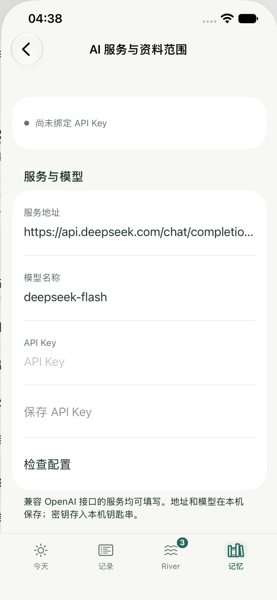 04:38
AI 服务与资料范围
尚未绑定 API Key
服务与模型
服务地址
https://api.deepseek.com/chat/completio...
模型名称
deepseek-flash
API Key
API Key
保存 API Key
检查配置
兼容 OpenAI 接口的服务均可填写。地址和模型在本机
保存；密钥存入本机钥匙串。
3
今天
记录
River
记忆